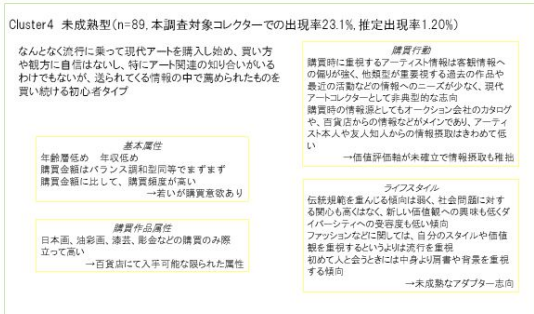 Cluster4 未成熟型(n=89, 本調査対象コレクターでの出現率23.1%, 推定出現率1.20%)
なんとなく流行に乗って現代アートを購入し始め、買い方
や観方に自信はないし、特にアート関連の知り合いがいる
わけでもないが、送られてくる情報の中で薦められたものを
買い続ける初心者タイプ
基本属性
年齢層低め 年収低め
購買金額はバランス調和型同等でまずまず
購買金額に比して、購買頻度が高い
→若いが購買意欲あり
購買作品属性
日本画、油彩画、漆芸、彫金などの購買のみ際
立って高い
→百貨店にて入手可能な限られた属性
購買行動
購買時に重視するアーティスト情報は客観情報へ
の偏りが強く、他類型が重要視する過去の作品や
最近の活動などの情報へのニーズが少なく、現代
アートコレクターとして非典型的な志向
購買時の情報源としてもオークション会社のカタログ
や、百貨店からの情報などがメインであり、アーティ
スト本人や友人知人からの情報摂取はきわめて低
い
→価値評価軸が未確立で情報摂取も稚拙
ライフスタイル
伝統規範を重んじる傾向は弱く、社会問題に対す
る関心も高くはなく、新しい価値観への興味も低くダ
イバーシティへの受容度も低い傾向
ファッションなどに関しては、自分のスタイルや価値
観を重視するというよりは流行を重視
初めて人と会うときには中身より肩書や背景を重視
する傾向
→未成熟なアダプター志向